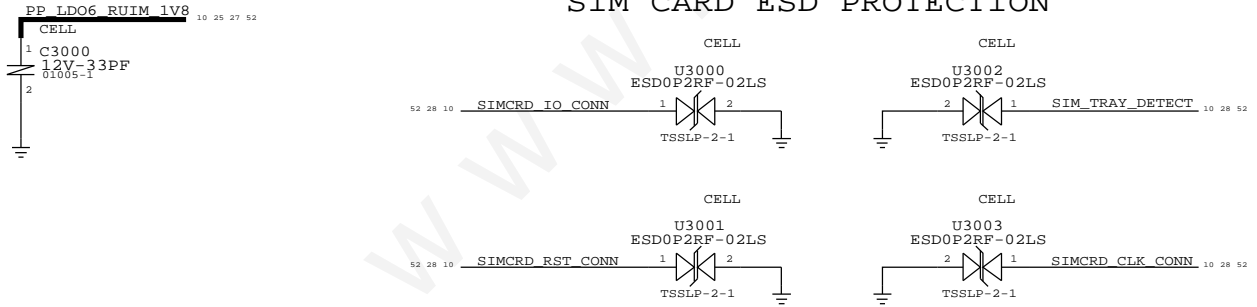 SIM CARD ESD PROTECTION
PP_LDO6_RUIM_1V8 10 25 27 52
CELL
1 C3000
12V-33PF
01005-1
2
CELL
U3000
ESD0P2RF-02LS
52 28 10 SIMCRD_IO_CONN 1 2
TSSLP-2-1
CELL
U3002
ESD0P2RF-02LS
2 1 SIM_TRAY_DETECT 10 28 52
TSSLP-2-1
CELL
U3001
ESD0P2RF-02LS
52 28 10 SIMCRD_RST_CONN 1 2
TSSLP-2-1
CELL
U3003
ESD0P2RF-02LS
2 1 SIMCRD_CLK_CONN 10 28 52
TSSLP-2-1
w w w